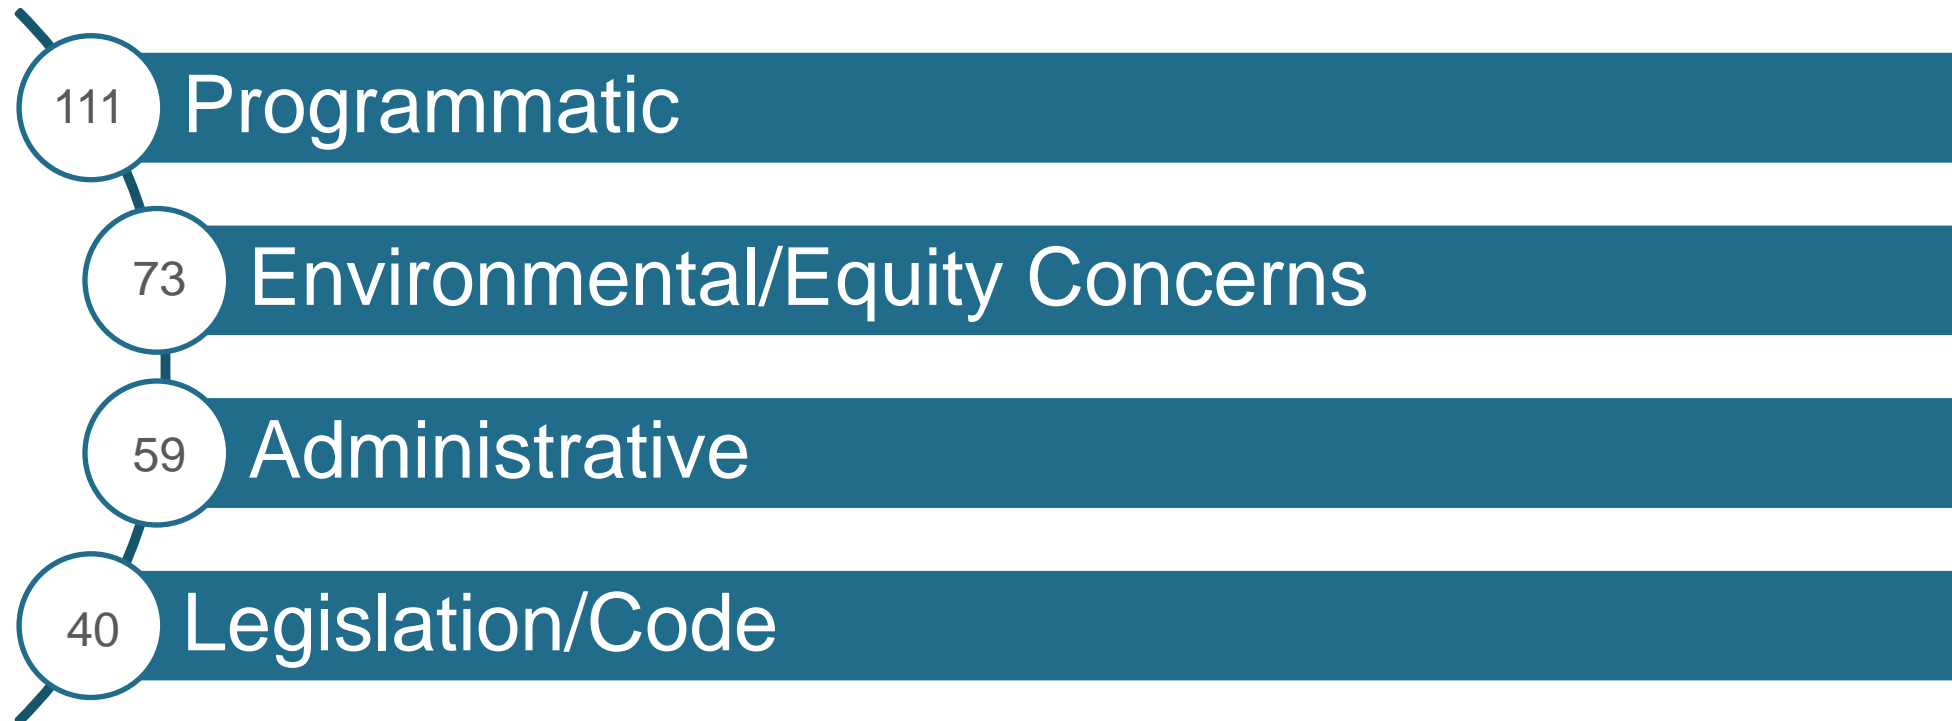 111 Programmatic
73 Environmental/Equity Concerns
59 Administrative
40 Legislation/Code